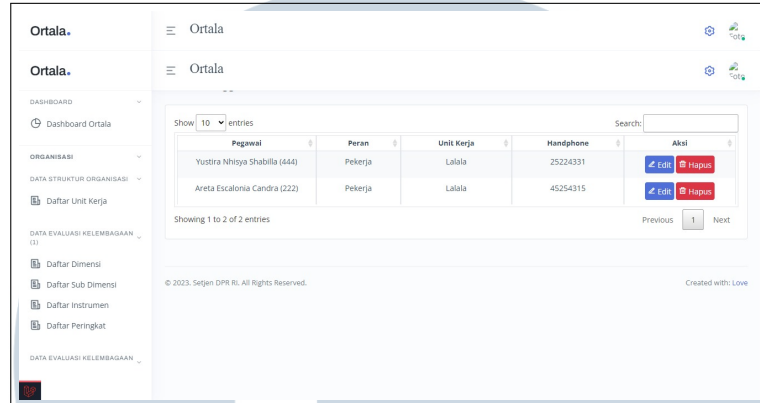 Ortala.
Ortala
Ortala.
Ortala
DASHBOARD
Dashboard Ortala
ORGANISASI
DATA STRUKTUR ORGANISASI
Daftar Unit Kerja
DATA EVALUASI KELEMBAGAAN
(1)
Daftar Dimensi
Daftar Sub Dimensi
Daftar Instrumen
Daftar Peringkat
DATA EVALUASI KELEMBAGAAN
Show 10 entries
Search:
Pegawai Peran Unit Kerja Handphone Aksi
Yustira Nhisya Shabilla (444) Pekerja Lalala 25224331 Edit Hapus
Areta Escalonia Candra (222) Pekerja Lalala 45254315 Edit Hapus
Showing 1 to 2 of 2 entries
Previous 1 Next
© 2023. Setjen DPR RI. All Rights Reserved.
Created with: Love